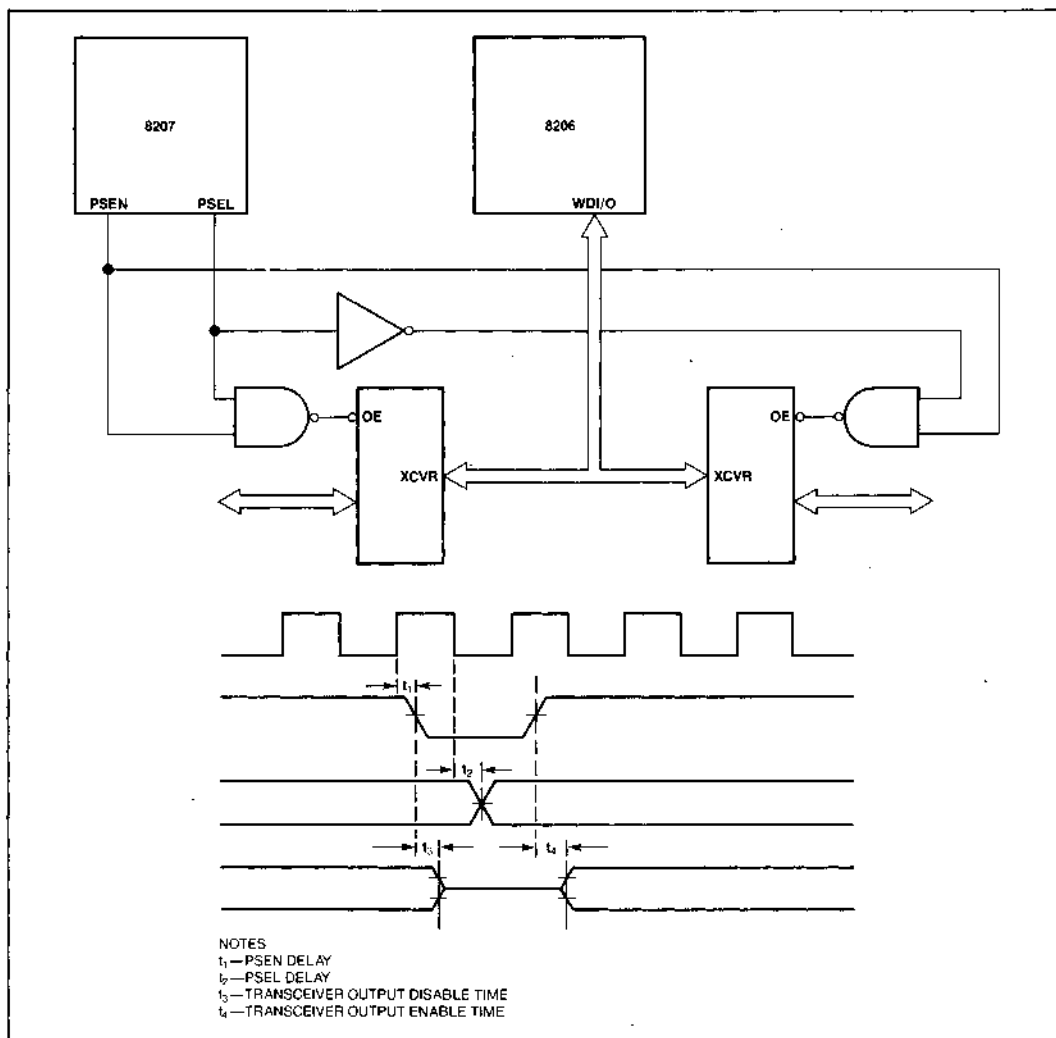 8207
8206
PSEN PSEL
WDI/O
OE
OE
XCVR
XCVR
t₁
t₂
t₃
t₄
NOTES
t₁—PSEN DELAY
t₂—PSEL DELAY
t₃—TRANSCEIVER OUTPUT DISABLE TIME
t₄—TRANSCEIVER OUTPUT ENABLE TIME